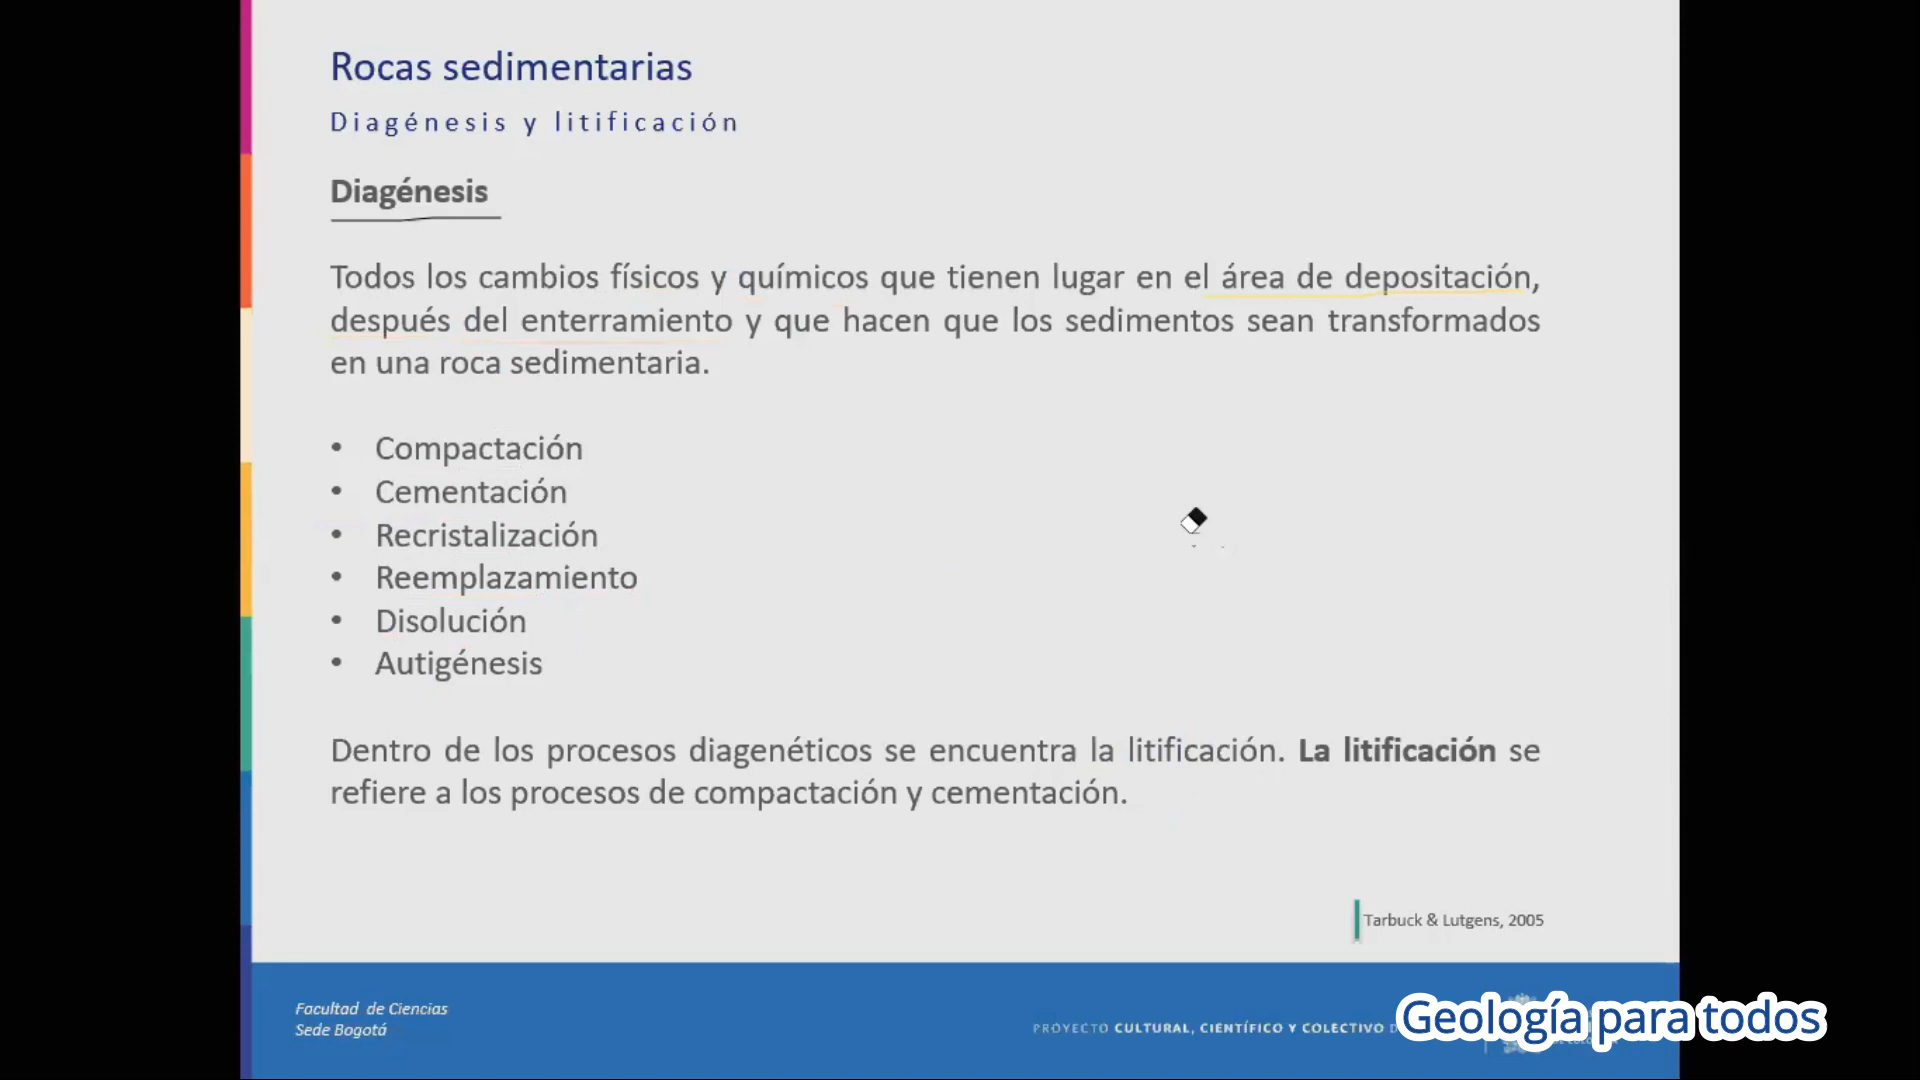 Rocas sedimentarias
Diagénesis y litificación
Diagénesis
Todos los cambios físicos y químicos que tienen lugar en el área de depositación,
después del enterramiento y que hacen que los sedimentos sean transformados
en una roca sedimentaria.
• Compactación
• Cementación
• Recristalización
• Reemplazamiento
• Disolución
• Autigénesis
Dentro de los procesos diagenéticos se encuentra la litificación. La litificación se
refiere a los procesos de compactación y cementación.
Tarbuck & Lutgens, 2005
Facultad de Ciencias
Sede Bogotá
PROYECTO CULTURAL, CIENTÍFICO Y COLECTIVO
Geología para todos